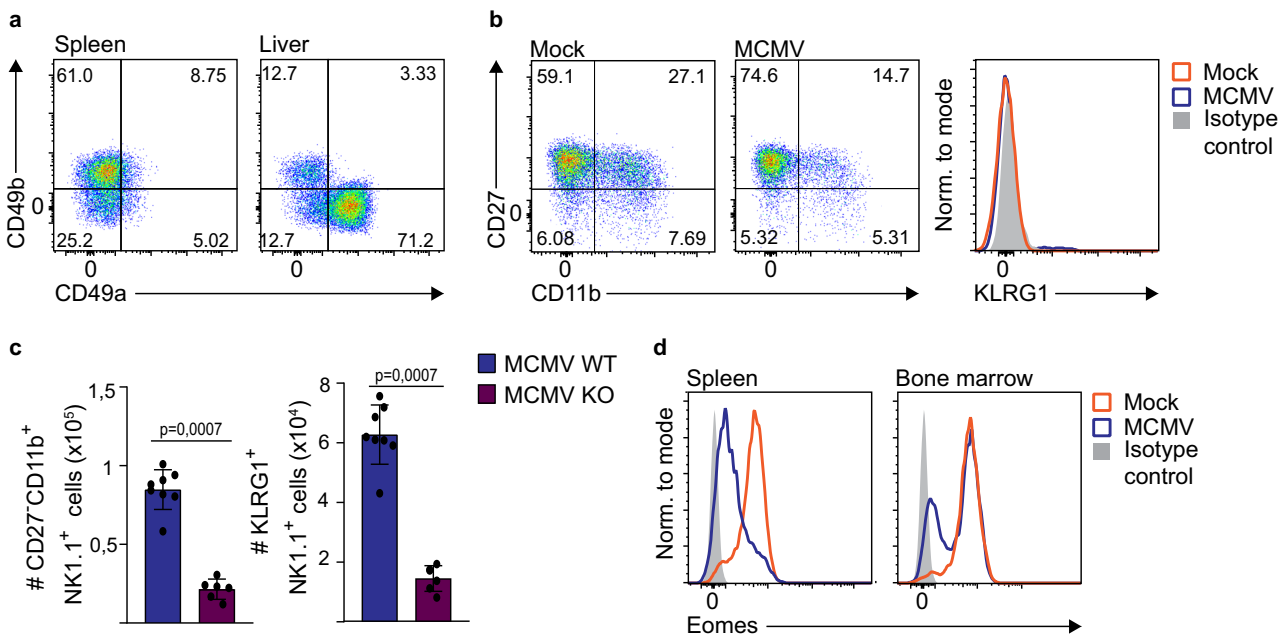 a
Spleen
Liver
61.0
8.75
25.2
5.02
12.7
3.33
12.7
71.2
CD49b
0
0
0
CD49a
b
Mock
MCMV
59.1
27.1
6.08
7.69
74.6
14.7
5.32
5.31
CD27
0
0
0
CD11b
Norm. to mode
0
KLRG1
Mock
MCMV
Isotype
control
c
# CD27⁻CD11b⁺
NK1.1⁺ cells (x10⁵)
1,5
1
0,5
p=0,0007
# KLRG1⁺
NK1.1⁺ cells (x10⁴)
8
6
4
2
p=0,0007
MCMV WT
MCMV KO
d
Spleen
Bone marrow
Norm. to mode
0
0
Eomes
Mock
MCMV
Isotype
control